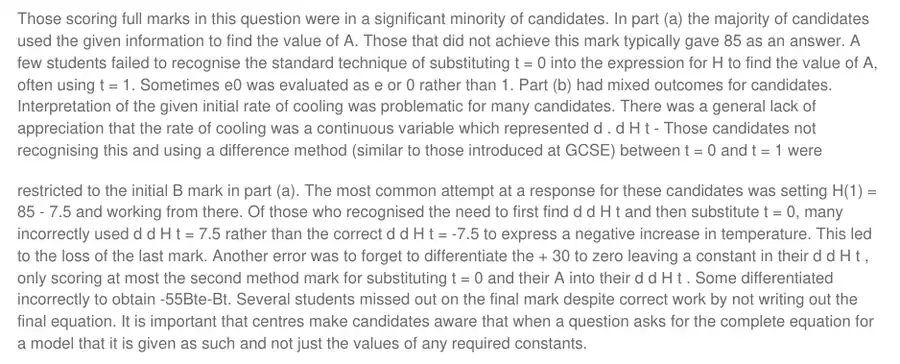 Those scoring full marks in this question were in a significant minority of candidates. In part (a) the majority of candidates
used the given information to find the value of A. Those that did not achieve this mark typically gave 85 as an answer. A
few students failed to recognise the standard technique of substituting t = 0 into the expression for H to find the value of A,
often using t = 1. Sometimes e0 was evaluated as e or 0 rather than 1. Part (b) had mixed outcomes for candidates.
Interpretation of the given initial rate of cooling was problematic for many candidates. There was a general lack of
appreciation that the rate of cooling was a continuous variable which represented d . d H t - Those candidates not
recognising this and using a difference method (similar to those introduced at GCSE) between t = 0 and t = 1 were
restricted to the initial B mark in part (a). The most common attempt at a response for these candidates was setting H(1) =
85 - 7.5 and working from there. Of those who recognised the need to first find d d H t and then substitute t = 0, many
incorrectly used d d H t = 7.5 rather than the correct d d H t = -7.5 to express a negative increase in temperature. This led
to the loss of the last mark. Another error was to forget to differentiate the + 30 to zero leaving a constant in their d d H t ,
only scoring at most the second method mark for substituting t = 0 and their A into their d d H t . Some differentiated
incorrectly to obtain -55Bte-Bt. Several students missed out on the final mark despite correct work by not writing out the
final equation. It is important that centres make candidates aware that when a question asks for the complete equation for
a model that it is given as such and not just the values of any required constants.